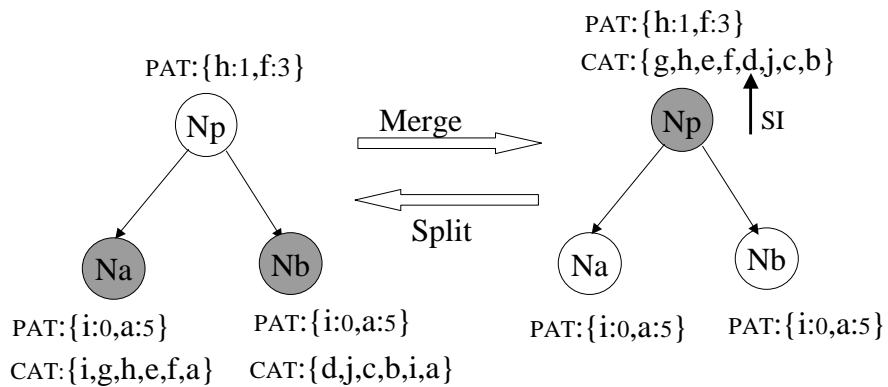 PAT:{h:1,f:3}
Np
Na
Nb
PAT:{i:0,a:5}
CAT:{i,g,h,e,f,a}
PAT:{i:0,a:5}
CAT:{d,j,c,b,i,a}
Merge
Split
PAT:{h:1,f:3}
CAT:{g,h,e,f,d,j,c,b}
SI
Np
Na
Nb
PAT:{i:0,a:5}
PAT:{i:0,a:5}